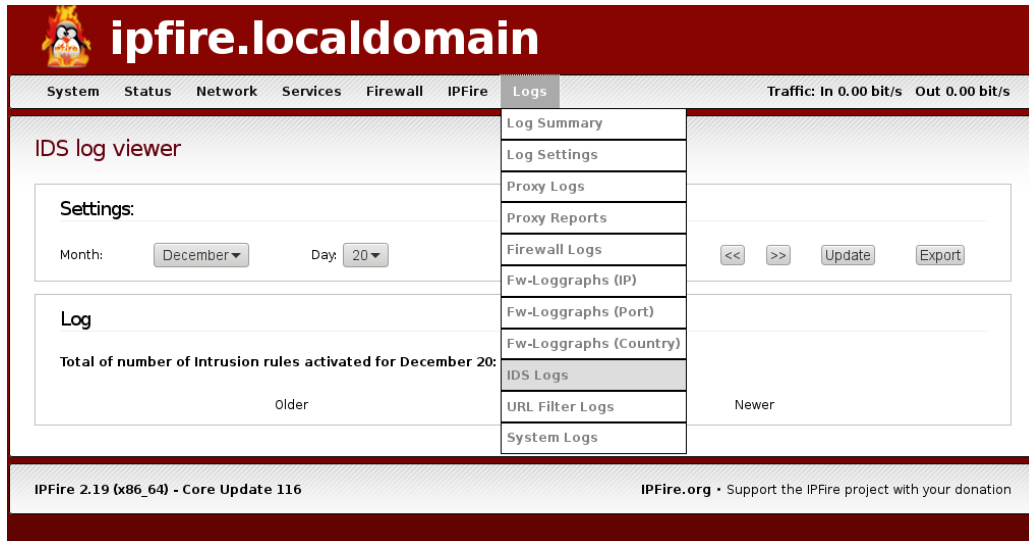 ipfire.localdomain
System Status Network Services Firewall IPFire Logs Traffic: In 0.00 bit/s Out 0.00 bit/s
Log Summary
Log Settings
Proxy Logs
Proxy Reports
Firewall Logs
Fw-Loggraphs (IP)
Fw-Loggraphs (Port)
Fw-Loggraphs (Country)
IDS Logs
URL Filter Logs
System Logs
IDS log viewer
Settings:
Month: December Day: 20 << >> Update Export
Log
Total of number of Intrusion rules activated for December 20:
Older Newer
IPFire 2.19 (x86_64) - Core Update 116 IPFire.org • Support the IPFire project with your donation